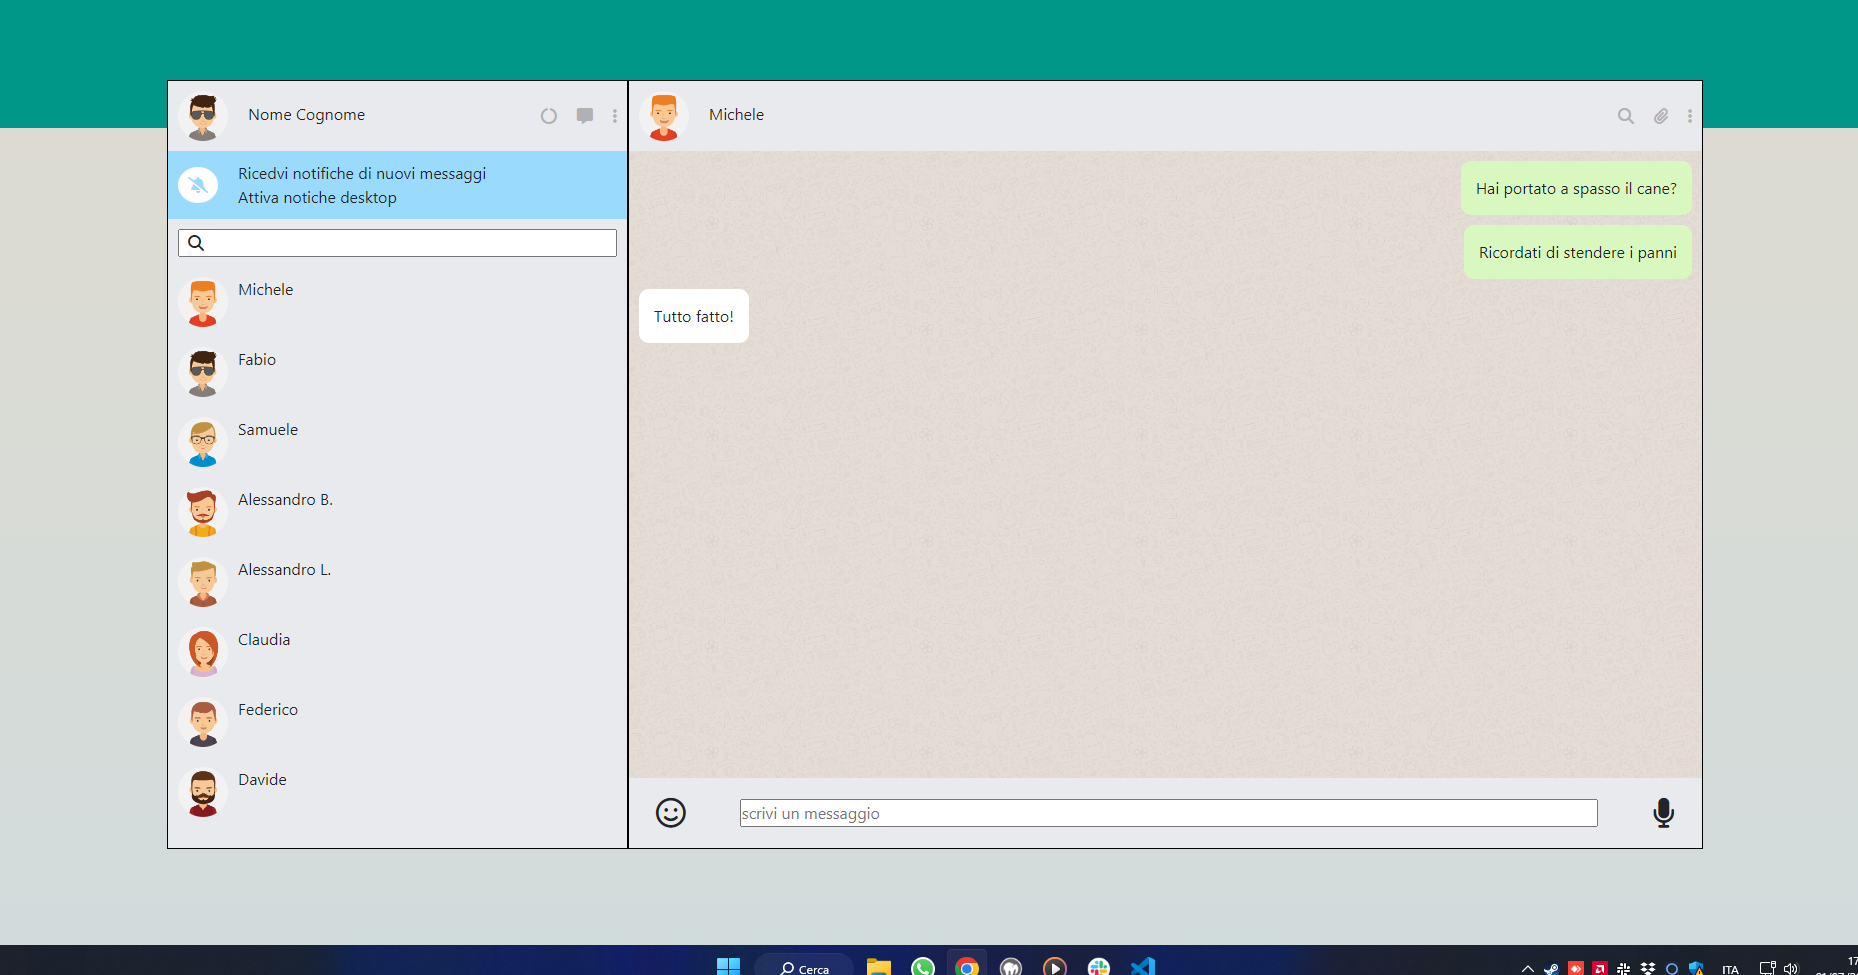 Nome Cognome
Ricedvi notifiche di nuovi messaggi
Attiva notiche desktop
Michele
Fabio
Samuele
Alessandro B.
Alessandro L.
Claudia
Federico
Davide
Michele
Hai portato a spasso il cane?
Ricordati di stendere i panni
Tutto fatto!
scrivi un messaggio
Cerca
ITA